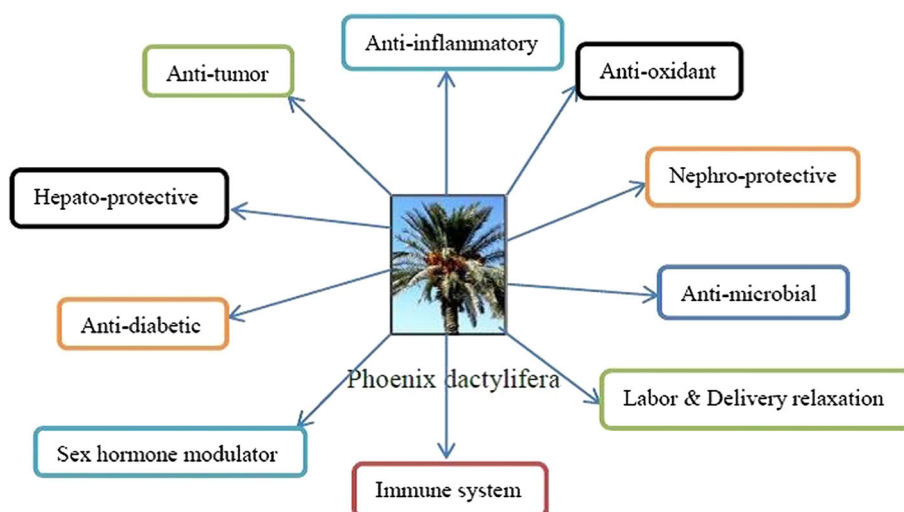 Anti-inflammatory
Anti-tumor
Anti-oxidant
Hepato-protective
Nephro-protective
Anti-diabetic
Anti-microbial
Phoenix dactylifera
Labor & Delivery relaxation
Sex hormone modulator
Immune system